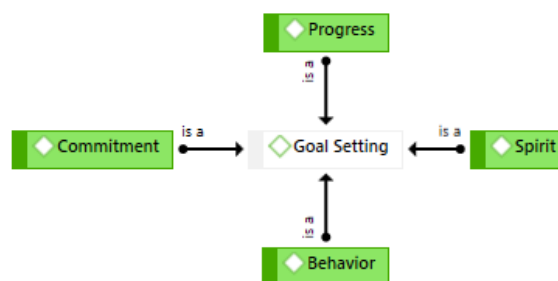 Progress
is a
is a
is a
Commitment
Goal Setting
Spirit
is a
Behavior